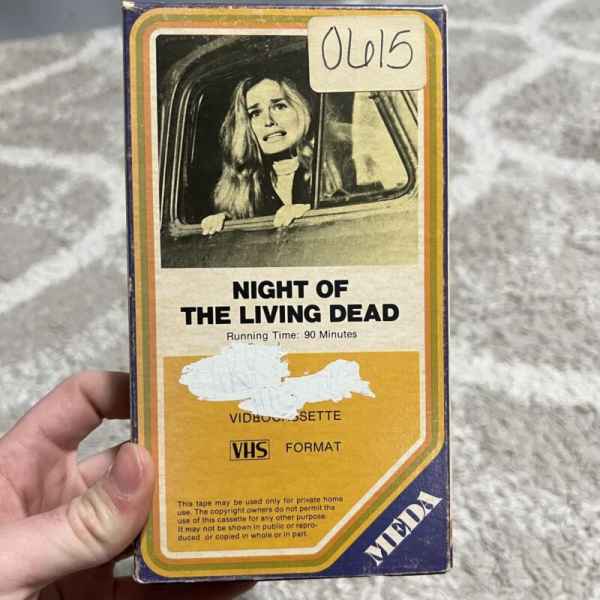 0615
NIGHT OF
THE LIVING DEAD
Running Time: 90 Minutes
VHS FORMAT
This tape may be used only for private home
use. The copyright owners do not permit the
use of this cassette for any other purpose.
It may not be shown in public or repro-
duced or copied in whole or in part.
MEDA